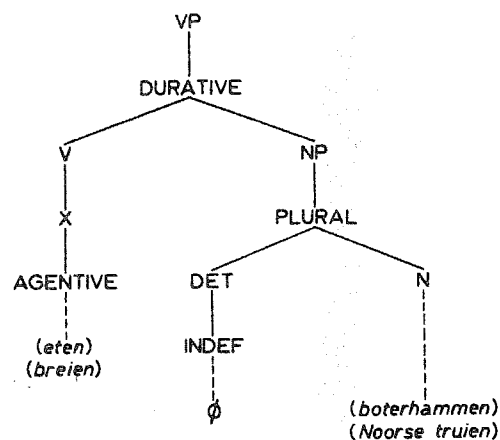 VP
DURATIVE
V NP
X PLURAL
AGENTIVE DET N
(eten) INDEF
(breien)
ø (boterhammen)
(Noorse truien)